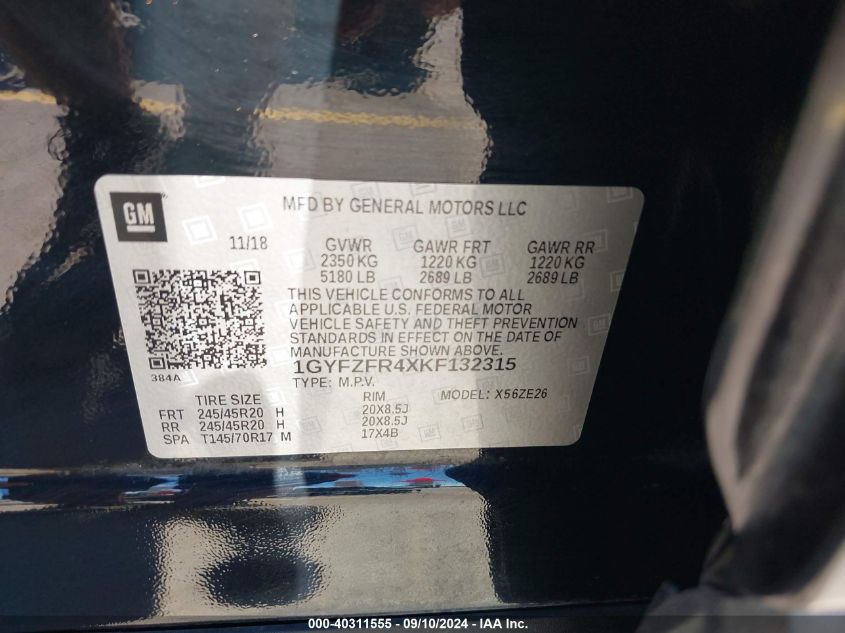 GM
MFD BY GENERAL MOTORS LLC
11/18 GVWR GAWR FRT GAWR RR
2350 KG 1220 KG 1220 KG
5180 LB 2689 LB 2689 LB
THIS VEHICLE CONFORMS TO ALL
APPLICABLE U.S. FEDERAL MOTOR
VEHICLE SAFETY AND THEFT PREVENTION
STANDARDS IN EFFECT ON THE DATE OF
MANUFACTURE SHOWN ABOVE.
384A
1GYFZFR4XKF132315
TYPE: M.P.V. MODEL: X56ZE26
TIRE SIZE RIM
FRT 245/45R20 H 20X8.5J
RR 245/45R20 H 20X8.5J
SPA T145/70R17 M 17X4B
000-40311555 - 09/10/2024 - IAA Inc.